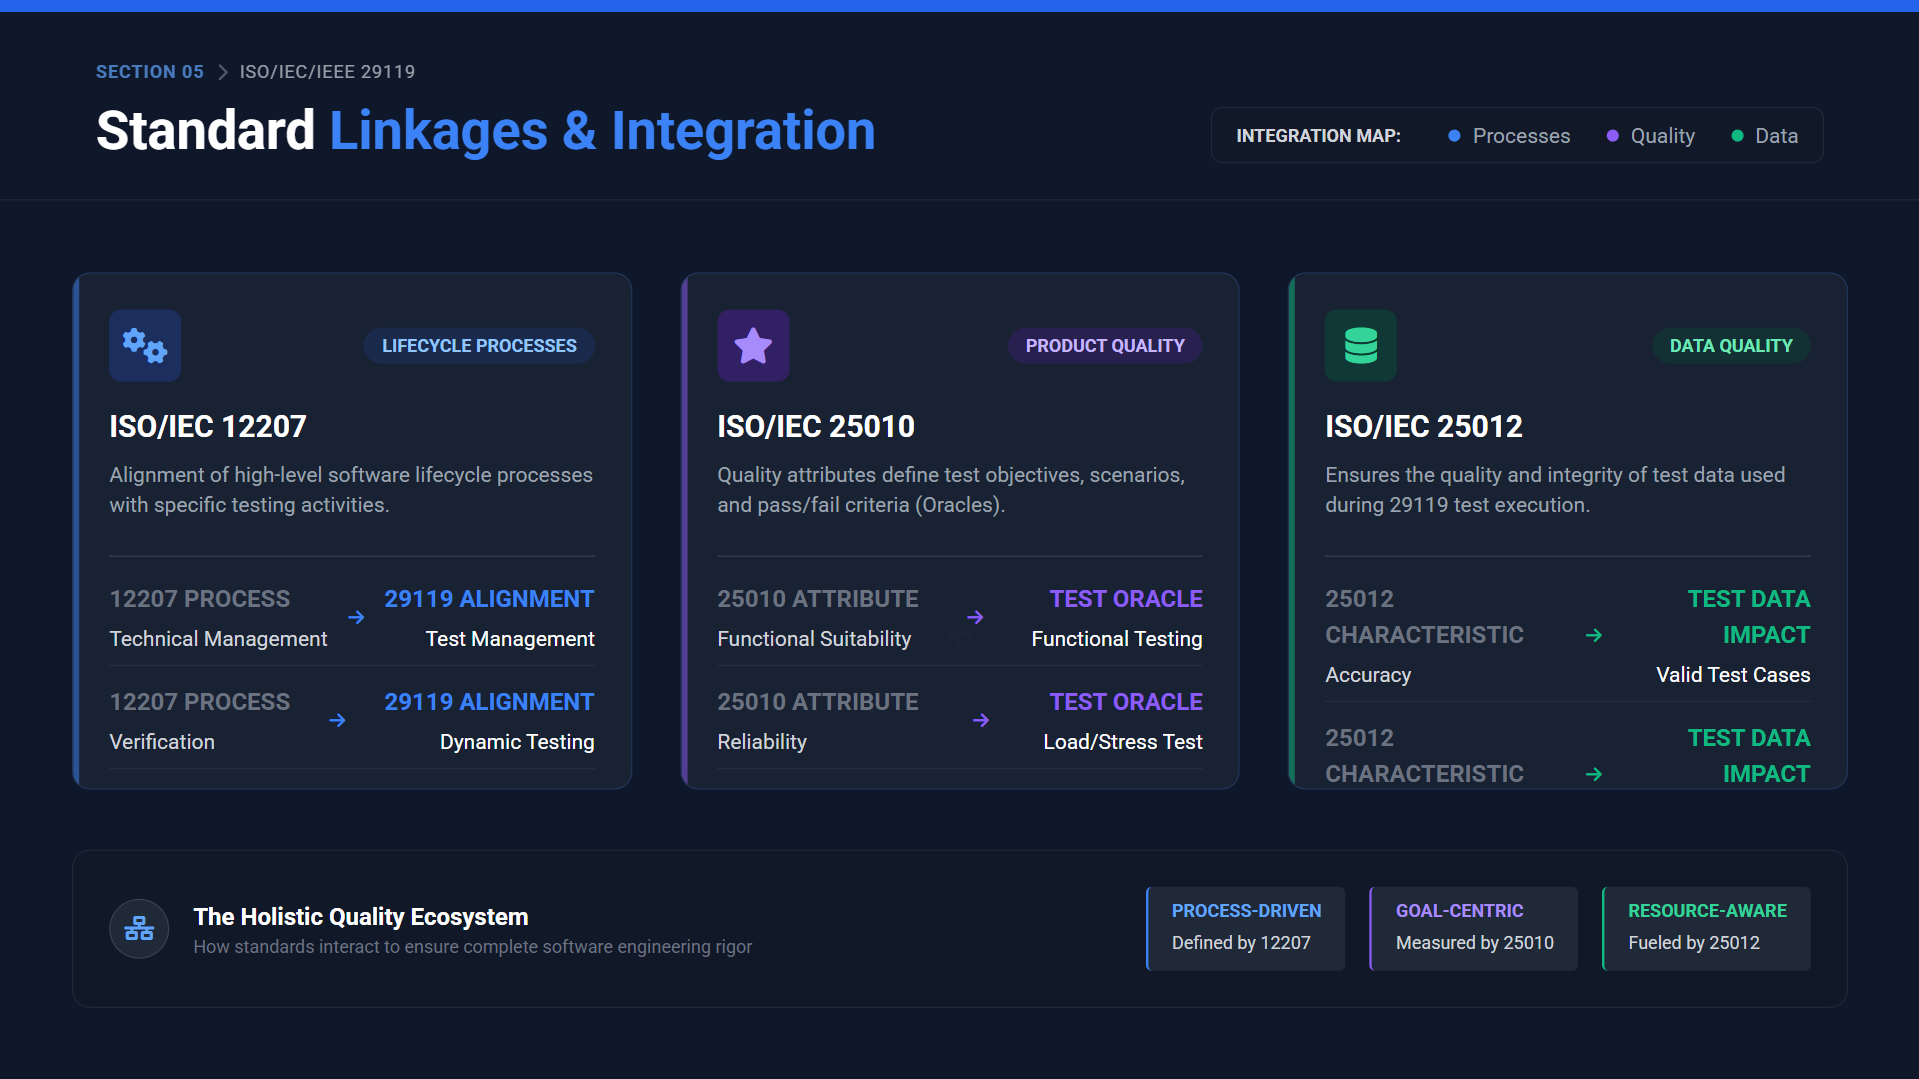 SECTION 05 > ISO/IEC/IEEE 29119
Standard Linkages & Integration
INTEGRATION MAP: Processes Quality Data
LIFECYCLE PROCESSES
ISO/IEC 12207
Alignment of high-level software lifecycle processes
with specific testing activities.
12207 PROCESS → 29119 ALIGNMENT
Technical Management Test Management
12207 PROCESS → 29119 ALIGNMENT
Verification Dynamic Testing
PRODUCT QUALITY
ISO/IEC 25010
Quality attributes define test objectives, scenarios,
and pass/fail criteria (Oracles).
25010 ATTRIBUTE → TEST ORACLE
Functional Suitability Functional Testing
25010 ATTRIBUTE → TEST ORACLE
Reliability Load/Stress Test
DATA QUALITY
ISO/IEC 25012
Ensures the quality and integrity of test data used
during 29119 test execution.
25012 TEST DATA
CHARACTERISTIC → IMPACT
Accuracy Valid Test Cases
25012 TEST DATA
CHARACTERISTIC → IMPACT
The Holistic Quality Ecosystem
How standards interact to ensure complete software engineering rigor
PROCESS-DRIVEN
Defined by 12207
GOAL-CENTRIC
Measured by 25010
RESOURCE-AWARE
Fueled by 25012